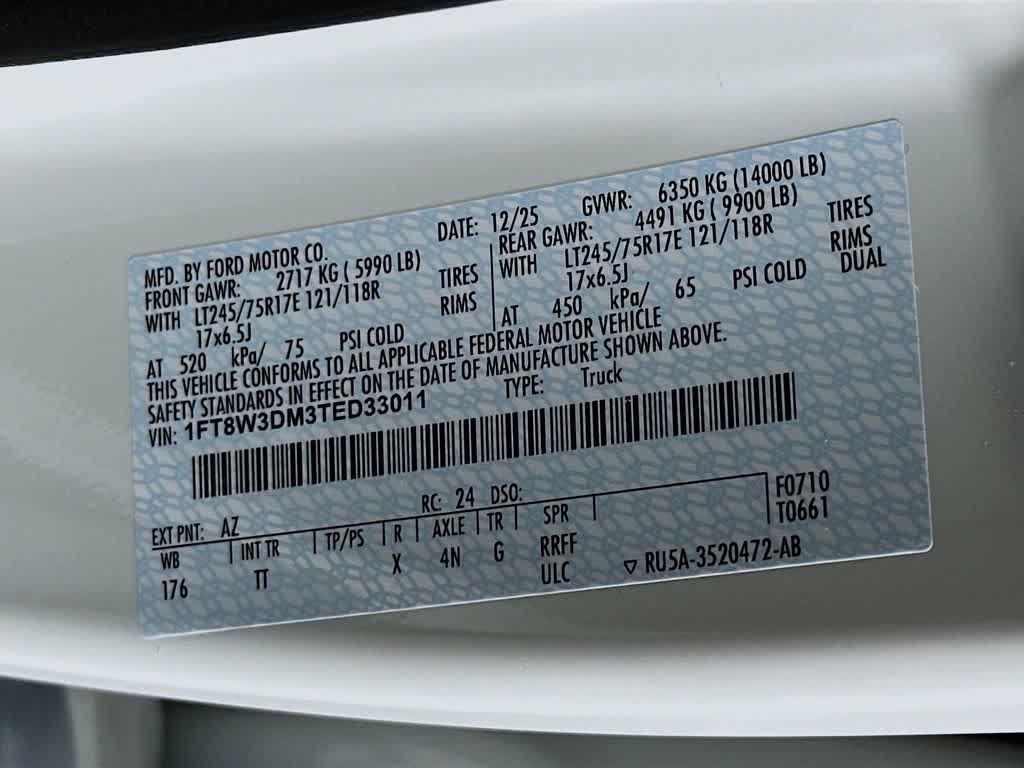 MFD. BY FORD MOTOR CO. DATE: 12/25 GVWR: 6350 KG (14000 LB)
FRONT GAWR: 2717 KG ( 5990 LB) REAR GAWR: 4491 KG ( 9900 LB)
WITH LT245/75R17E 121/118R TIRES WITH LT245/75R17E 121/118R TIRES
17x6.5J RIMS 17x6.5J RIMS
AT 520 kPa/ 75 PSI COLD AT 450 kPa/ 65 PSI COLD DUAL
THIS VEHICLE CONFORMS TO ALL APPLICABLE FEDERAL MOTOR VEHICLE
SAFETY STANDARDS IN EFFECT ON THE DATE OF MANUFACTURE SHOWN ABOVE.
VIN: 1FT8W3DM3TED33011 TYPE: Truck
EXT PNT: AZ RC: 24 DSO: F0710
WB INT TR TP/PS R AXLE TR SPR T0661
176 TT X 4N G RRFF
ULC ▽ RU5A-3520472-AB